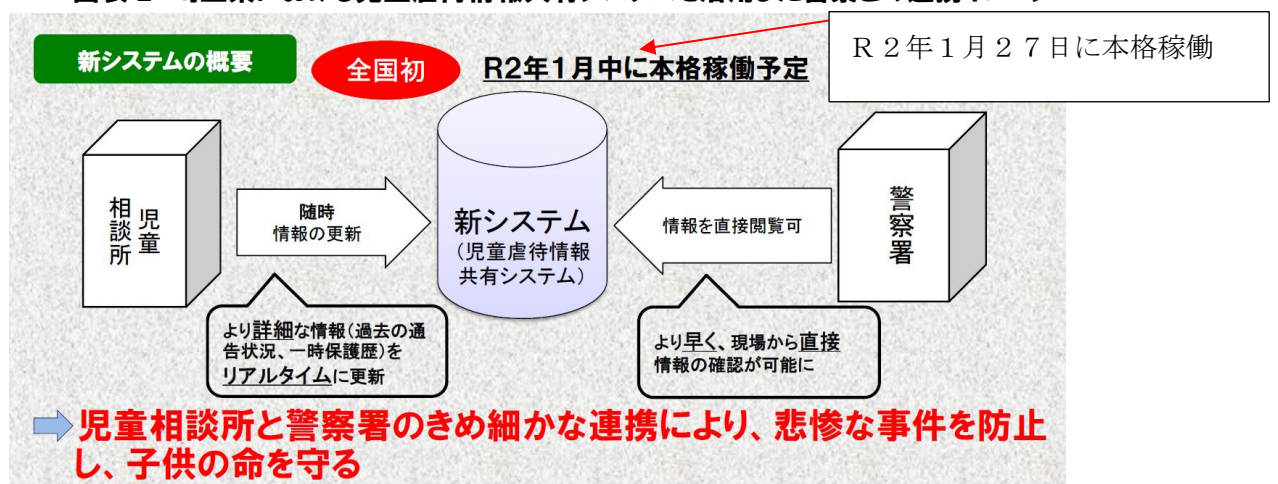 新システムの概要
全国初
R2年1月中に本格稼働予定
R2年1月27日に本格稼働
児童
相談所
随時
情報の更新
新システム
(児童虐待情報
共有システム)
情報を直接閲覧可
警察署
より詳細な情報(過去の通
告状況、一時保護歴)を
リアルタイムに更新
より早く、現場から直接
情報の確認が可能に
児童相談所と警察署のきめ細かな連携により、悲惨な事件を防止
し、子供の命を守る